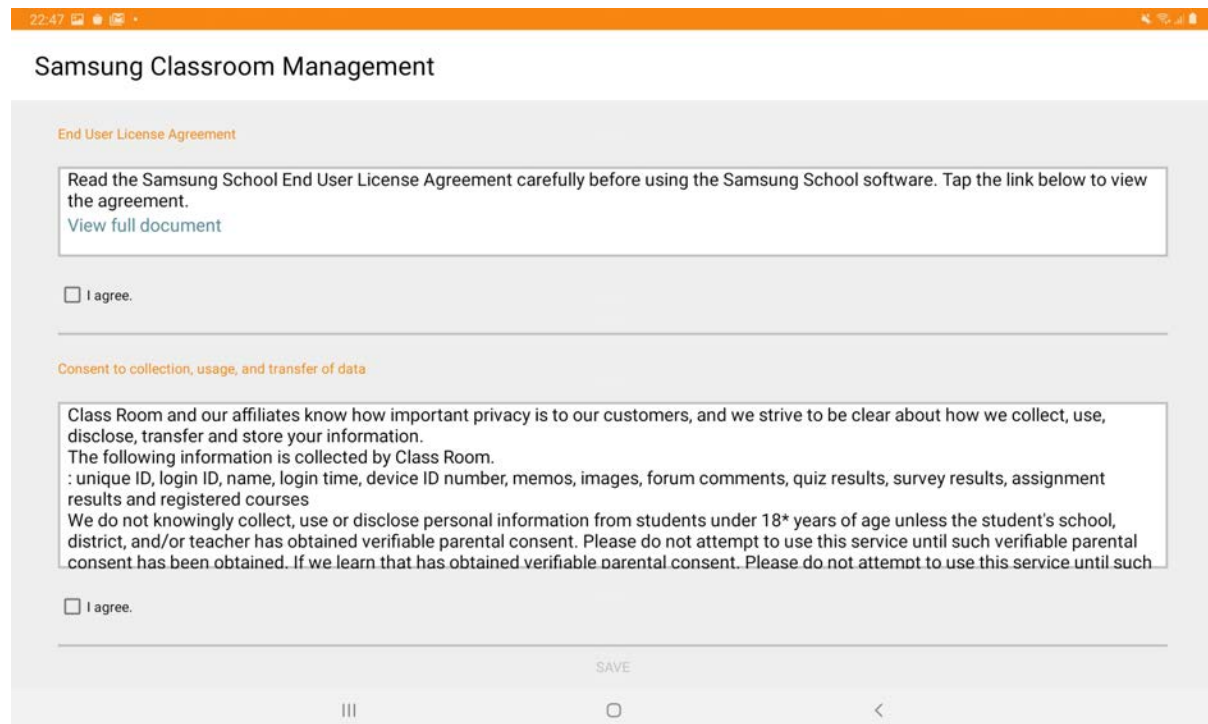 22:47
Samsung Classroom Management
End User License Agreement
Read the Samsung School End User License Agreement carefully before using the Samsung School software. Tap the link below to view
the agreement.
View full document
I agree.
Consent to collection, usage, and transfer of data
Class Room and our affiliates know how important privacy is to our customers, and we strive to be clear about how we collect, use,
disclose, transfer and store your information.
The following information is collected by Class Room.
: unique ID, login ID, name, login time, device ID number, memos, images, forum comments, quiz results, survey results, assignment
results and registered courses
We do not knowingly collect, use or disclose personal information from students under 18* years of age unless the student's school,
district, and/or teacher has obtained verifiable parental consent. Please do not attempt to use this service until such verifiable parental
consent has been obtained. If we learn that has obtained verifiable parental consent. Please do not attempt to use this service until such
I agree.
SAVE